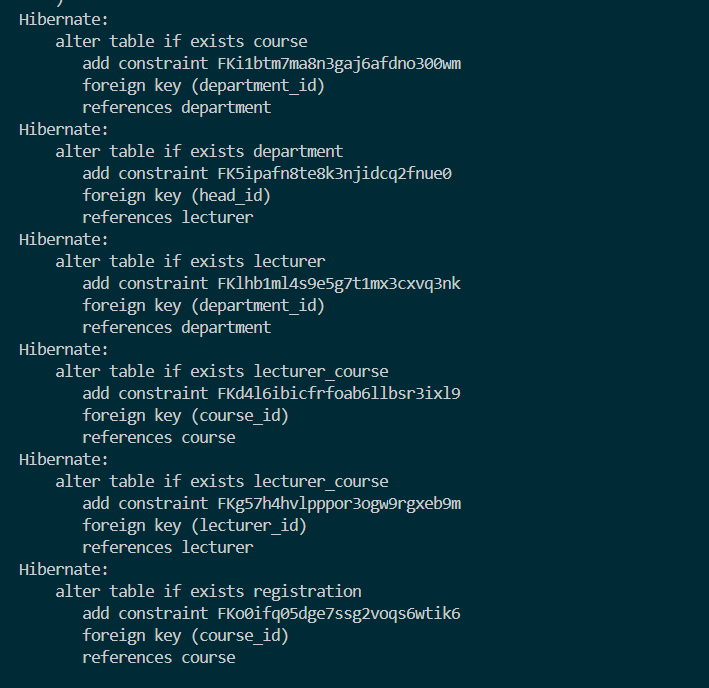 )
Hibernate:
    alter table if exists course
       add constraint FKi1btm7ma8n3gaj6afdno300wm
       foreign key (department_id)
       references department
Hibernate:
    alter table if exists department
       add constraint FK5ipafn8te8k3njidcq2fnue0
       foreign key (head_id)
       references lecturer
Hibernate:
    alter table if exists lecturer
       add constraint FKlhb1ml4s9e5g7t1mx3cxvq3nk
       foreign key (department_id)
       references department
Hibernate:
    alter table if exists lecturer_course
       add constraint FKd4l6ibicfrfoab6llbsr3ixl9
       foreign key (course_id)
       references course
Hibernate:
    alter table if exists lecturer_course
       add constraint FKg57h4hvlpppor3ogw9rgxeb9m
       foreign key (lecturer_id)
       references lecturer
Hibernate:
    alter table if exists registration
       add constraint FKo0ifq05dge7ssg2voqs6wtik6
       foreign key (course_id)
       references course